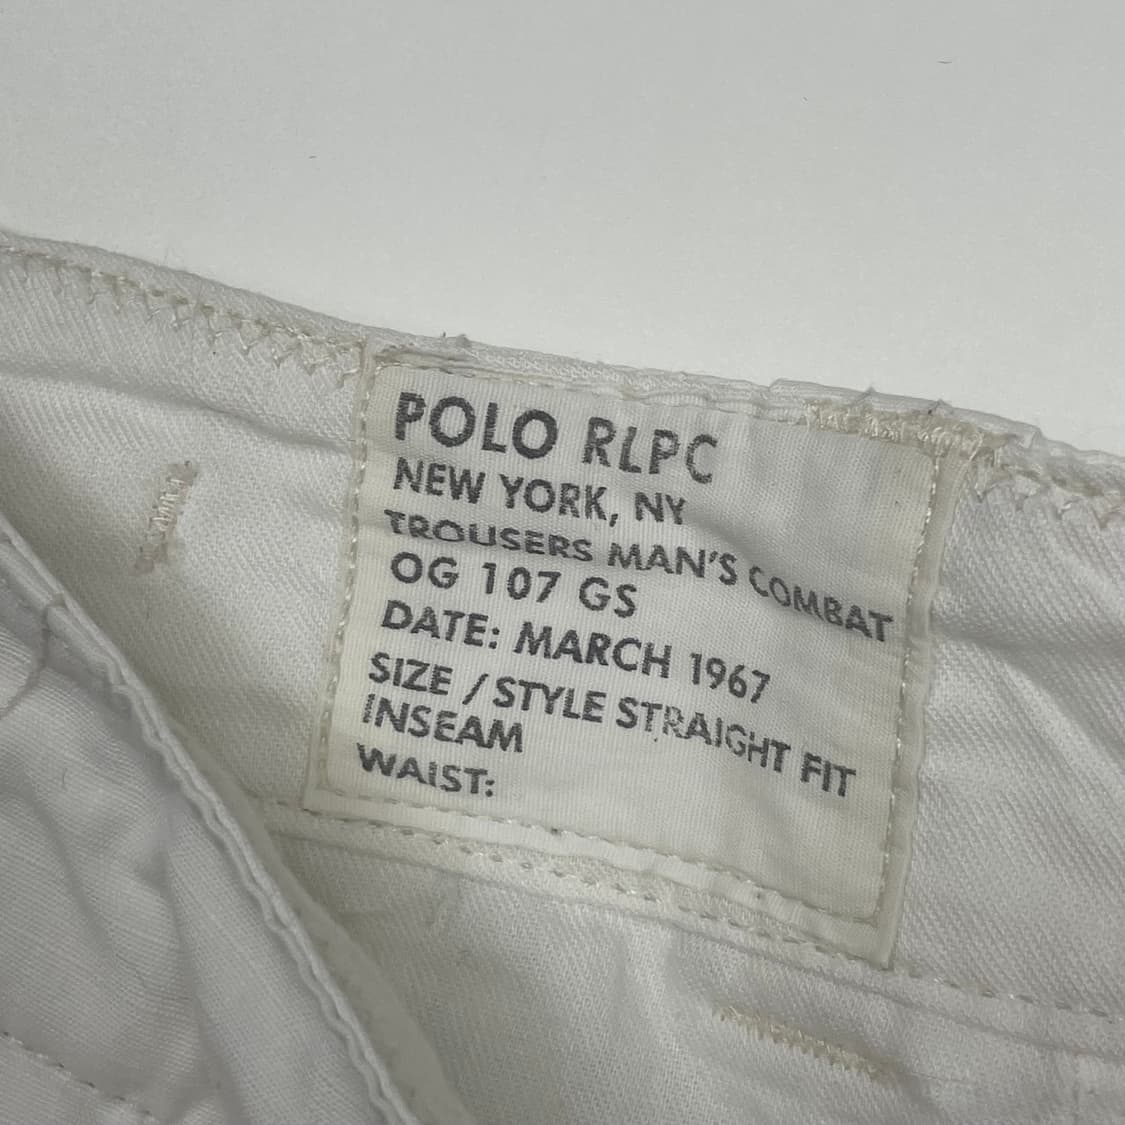 POLO RLPC
NEW YORK, NY
TROUSERS MAN'S COMBAT
OG 107 GS
DATE: MARCH 1967
SIZE / STYLE STRAIGHT FIT
INSEAM
WAIST: